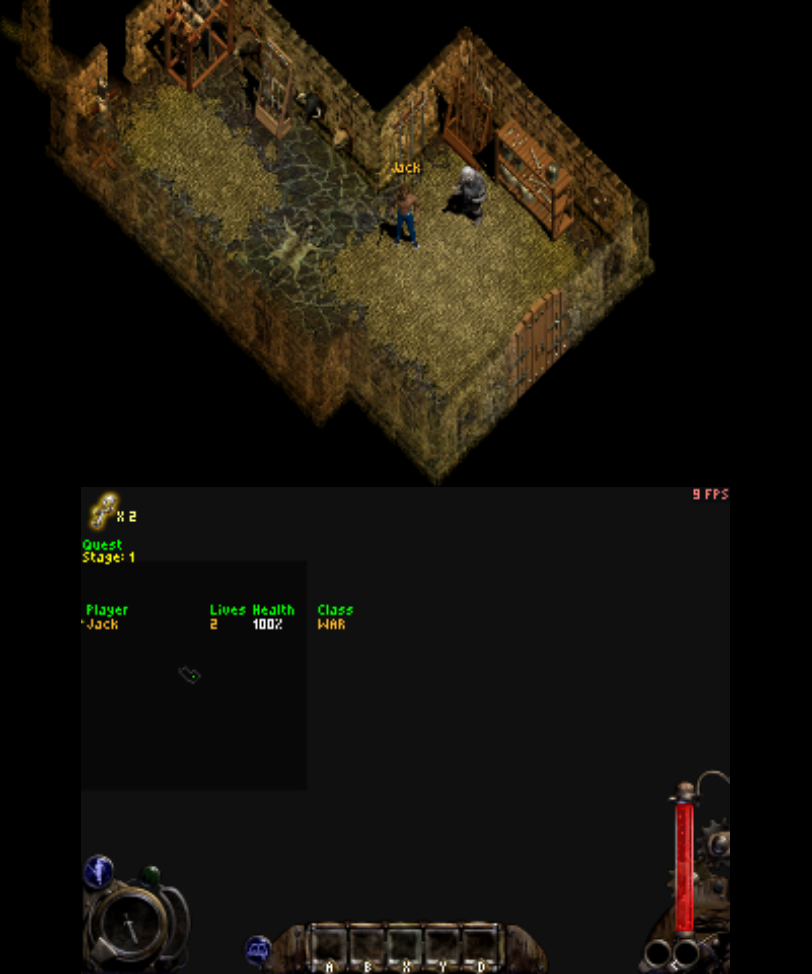 Jack
X 2
9 FPS
Quest
Stage: 1
Player Lives Health Class
Jack 2 100% WAR
A B X Y D